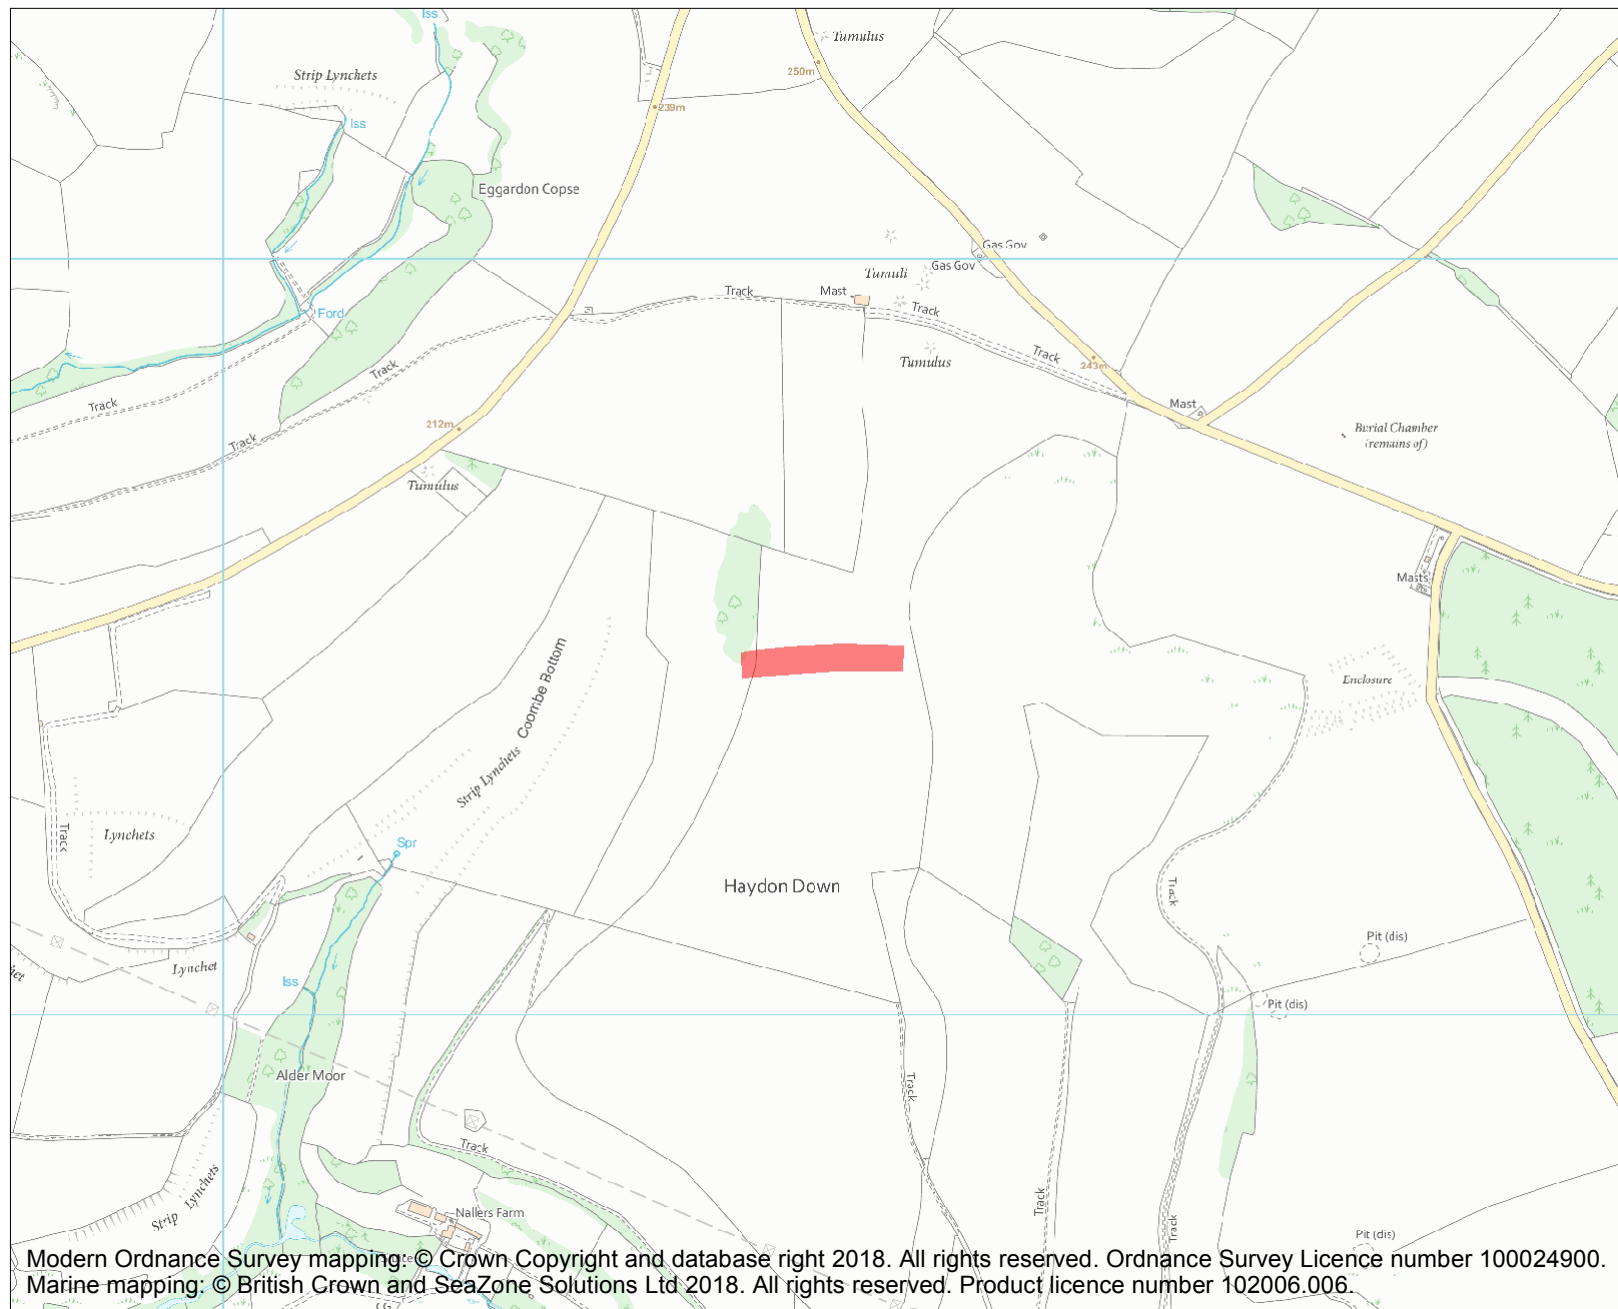 Iss
Tumulus
250m
Strip Lynchets
239m
Iss
Eggardon Copse
Gas Gov
Gas Gov
Tumuli
Track
Mast
Track
Ford
Track
Tumulus
Track
243m
Track
Mast
212m
Track
Burial Chamber
(remains of)
Tumulus
Masts
Coombe Bottom
Enclosure
Strip Lynchets
Track
Lynchets
Spr
Haydon Down
Track
Pit (dis)
Lynchet
Iss
Pit (dis)
Alder Moor
Track
Track
Strip Lynchets
Track
Track
Nallers Farm
Pit (dis)
Modern Ordnance Survey mapping: © Crown Copyright and database right 2018. All rights reserved. Ordnance Survey Licence number 100024900.
Marine mapping: © British Crown and SeaZone Solutions Ltd 2018. All rights reserved. Product licence number 102006.006.